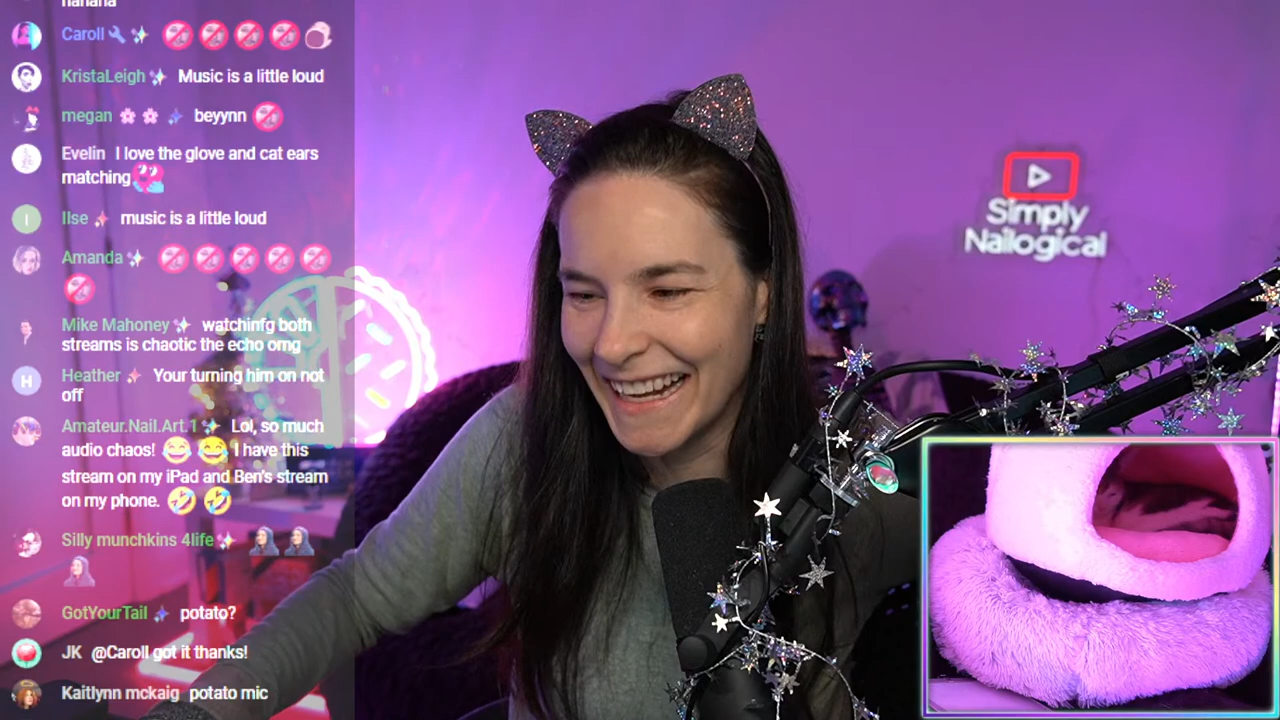 nanana
Caroll
KristaLeigh Music is a little loud
megan beyynn
Evelin I love the glove and cat ears
matching
I Ilse music is a little loud
Amanda
Mike Mahoney watchinfg both
streams is chaotic the echo omg
H Heather Your turning him on not
off
Amateur.Nail.Art.1 Lol, so much
audio chaos! I have this
stream on my iPad and Ben's stream
on my phone.
Silly munchkins 4life
GotYourTail potato?
JK @Caroll got it thanks!
Kaitlynn mckaig potato mic
Simply
Nailogical